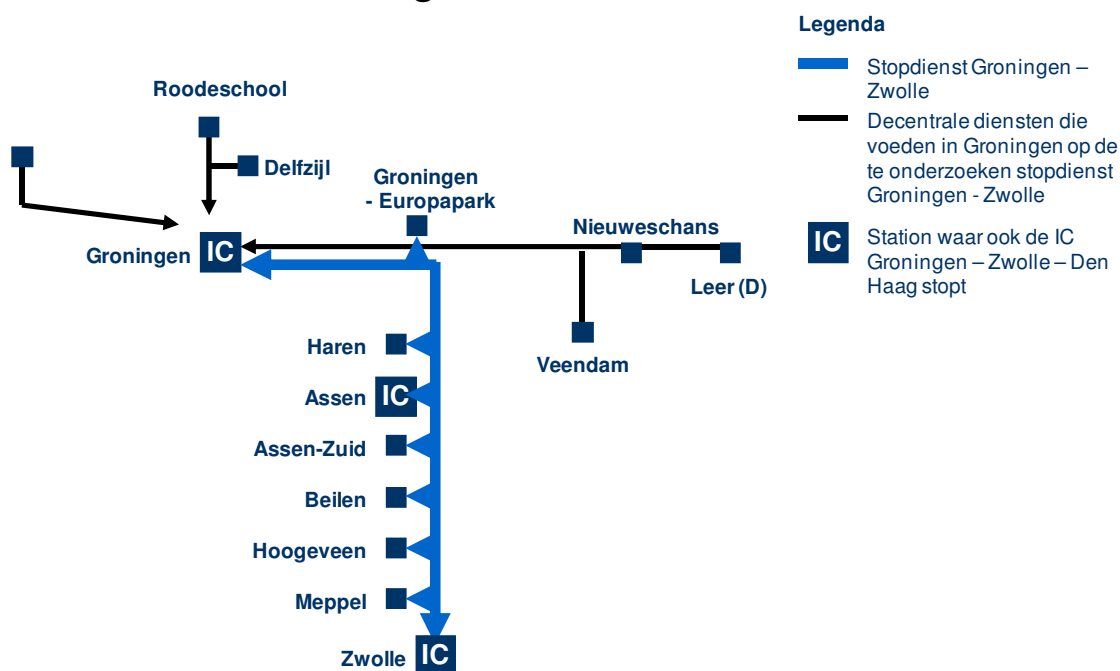 Legenda
Stopdienst Groningen –
Zwolle
Decentrale diensten die
voeden in Groningen op de
te onderzoeken stopdienst
Groningen - Zwolle
IC
Station waar ook de IC
Groningen – Zwolle – Den
Haag stopt
Roodeschool
Delfzijl
Groningen
- Europapark
Nieuweschans
Groningen IC
Leer (D)
Haren
Veendam
Assen IC
Assen-Zuid
Beilen
Hoogeveen
Meppel
Zwolle IC